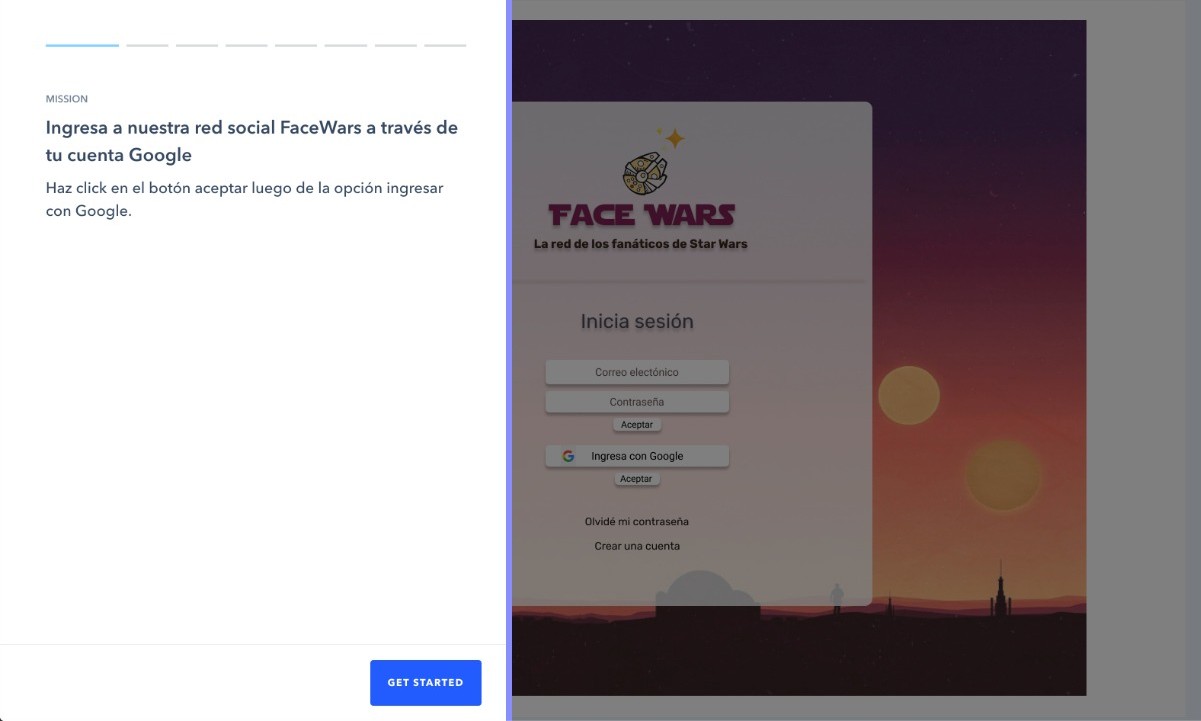 MISSION
Ingresa a nuestra red social FaceWars a través de
tu cuenta Google
Haz click en el botón aceptar luego de la opción ingresar
con Google.
GET STARTED
FACE WARS
La red de los fanáticos de Star Wars
Inicia sesión
Correo electónico
Contraseña
Aceptar
Ingresa con Google
Aceptar
Olvidé mi contraseña
Crear una cuenta